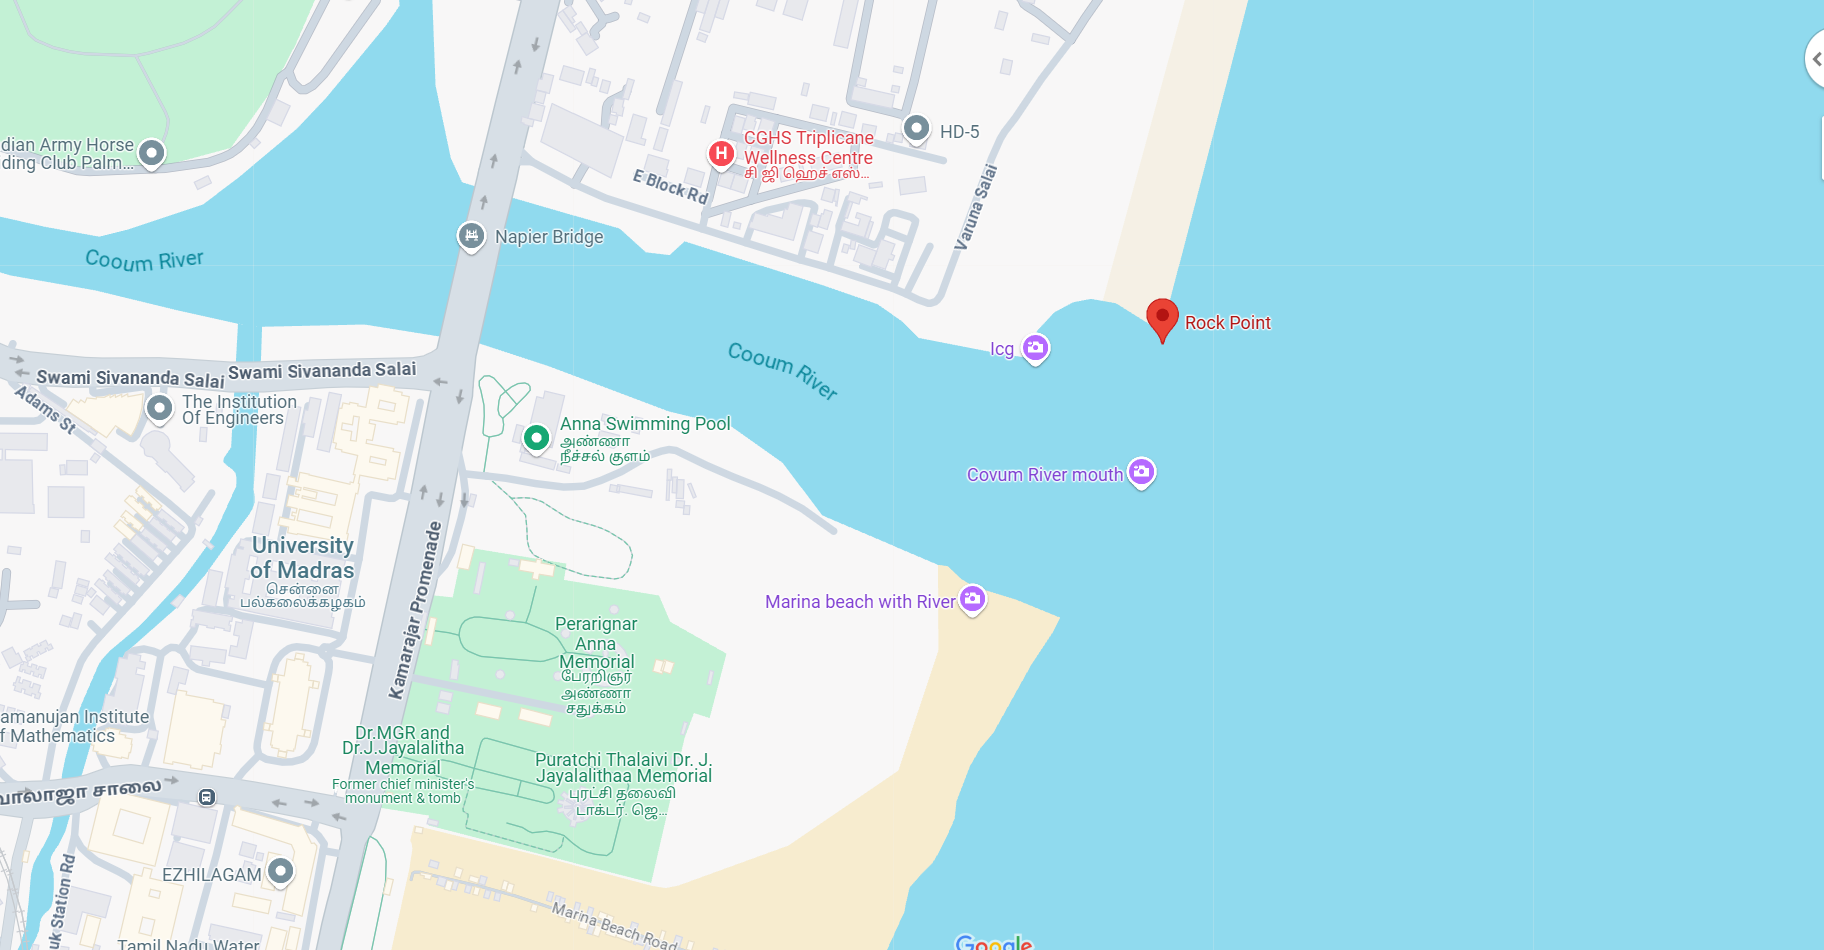 dian Army Horse
ding Club Palm...
CGHS Triplicane
Wellness Centre
சி ஜி ஹெச் எஸ்...
HD-5
E Block Rd
Varuna Salai
Napier Bridge
Cooum River
Rock Point
Icg
Cooum River
Swami Sivananda Salai
Swami Sivananda Salai
Adams St
The Institution
Of Engineers
Anna Swimming Pool
அண்ணா
நீச்சல் குளம்
Covum River mouth
University
of Madras
சென்னை
பல்கலைக்கழகம்
Kamarajar Promenade
Marina beach with River
Perarignar
Anna
Memorial
பேரறிஞர்
அண்ணா
சதுக்கம்
amanujan Institute
f Mathematics
Dr.MGR and
Dr.J.Jayalalitha
Memorial
Former chief minister's
monument & tomb
Puratchi Thalaivi Dr. J.
Jayalalithaa Memorial
புரட்சி தலைவி
டாக்டர். ஜெ...
வாலாஜா சாலை
EZHILAGAM
uk Station Rd
Marina Beach Road
Tamil Nadu Water
Google